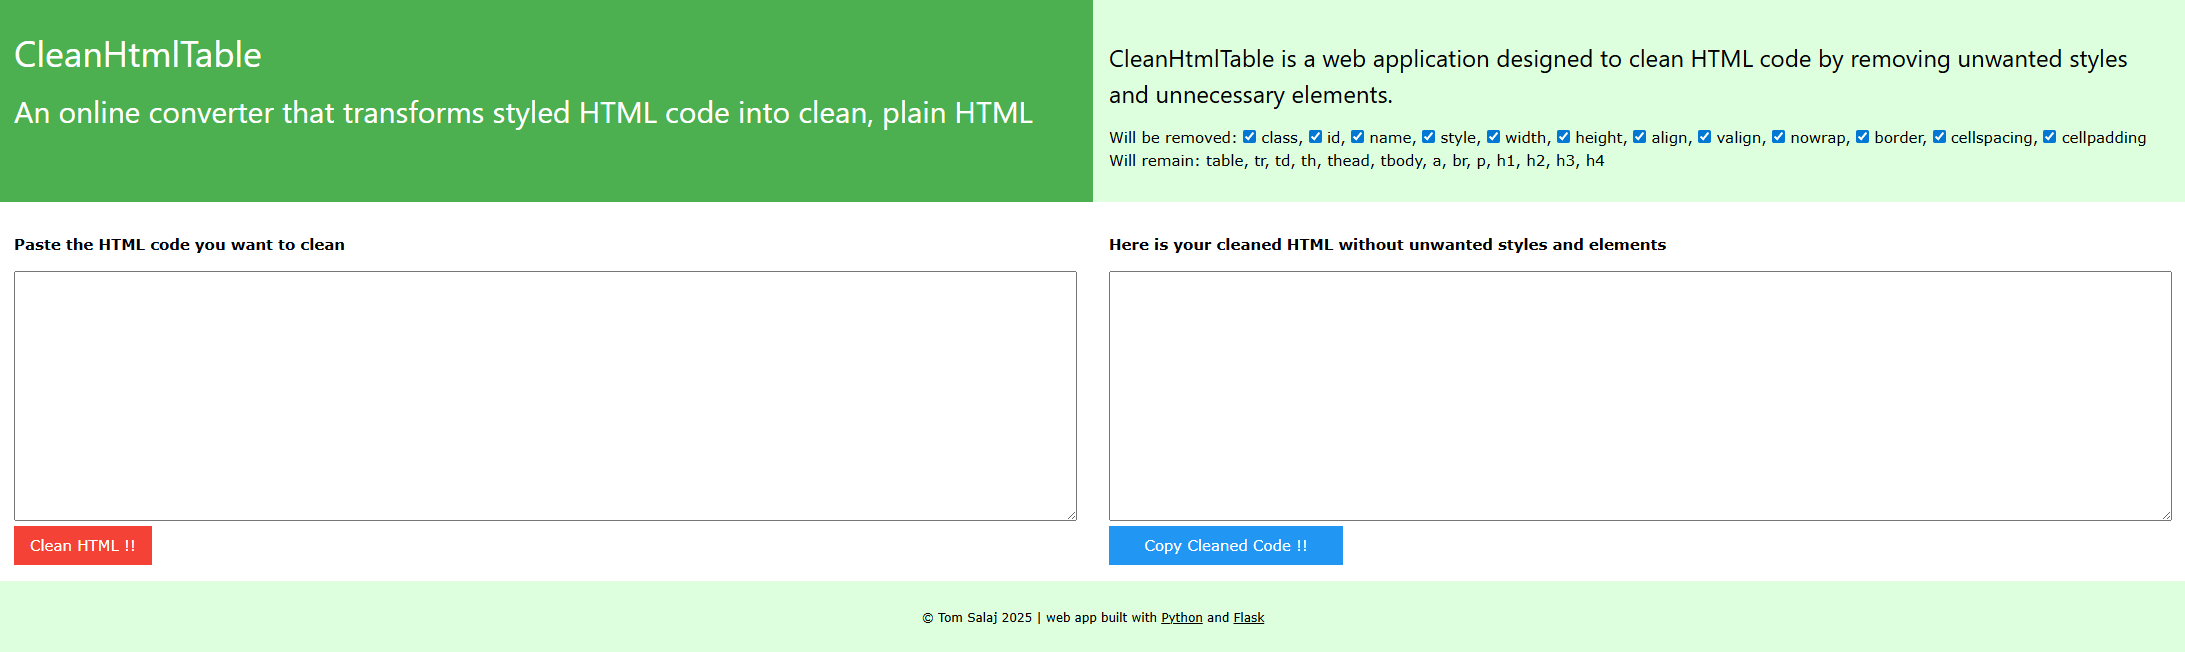 CleanHtmlTable
An online converter that transforms styled HTML code into clean, plain HTML
CleanHtmlTable is a web application designed to clean HTML code by removing unwanted styles
and unnecessary elements.
Will be removed: class, id, name, style, width, height, align, valign, nowrap, border, cellspacing, cellpadding
Will remain: table, tr, td, th, thead, tbody, a, br, p, h1, h2, h3, h4
Paste the HTML code you want to clean
Clean HTML !!
Here is your cleaned HTML without unwanted styles and elements
Copy Cleaned Code !!
© Tom Salaj 2025 | web app built with Python and Flask